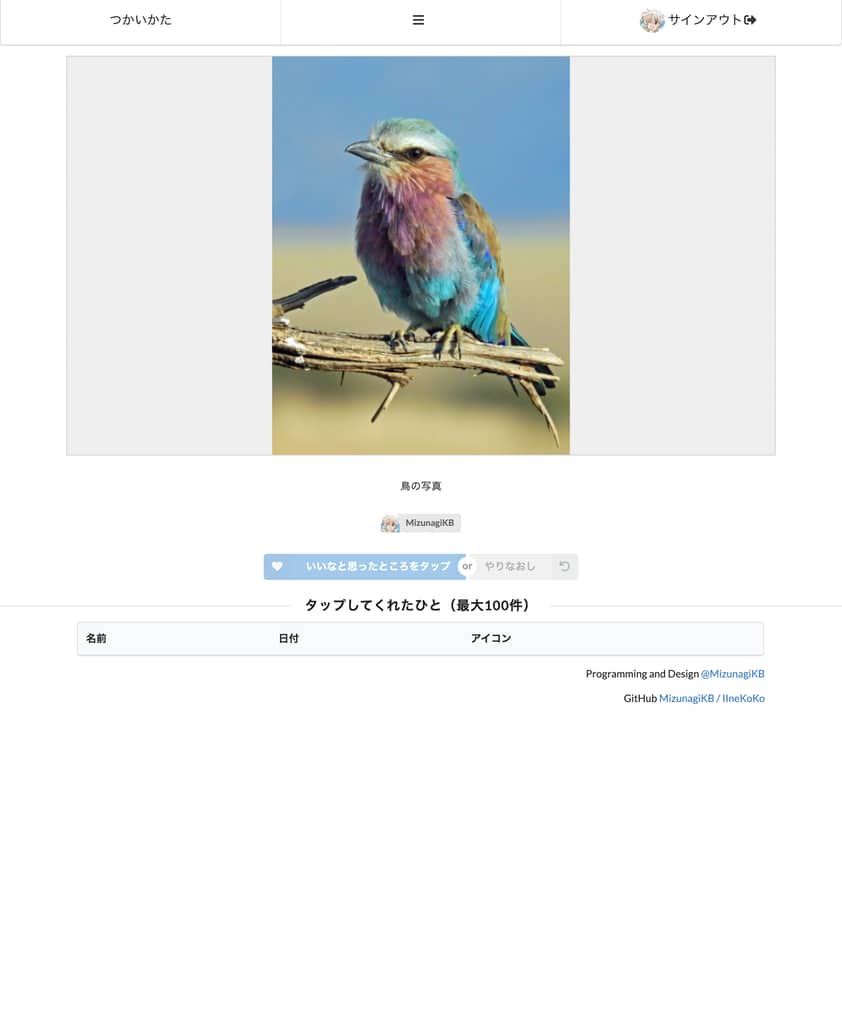 つかいかた
サインアウト
鳥の写真
MizunagiKB
いいなと思ったところをタップ or やりなおし
タップしてくれたひと（最大100件）
名前 日付 アイコン
Programming and Design @MizunagiKB
GitHub MizunagiKB / IIneKoKo